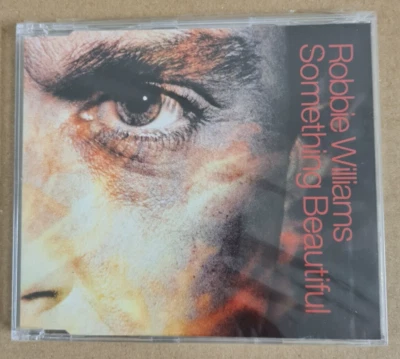 Robbie Williams
Something Beautiful